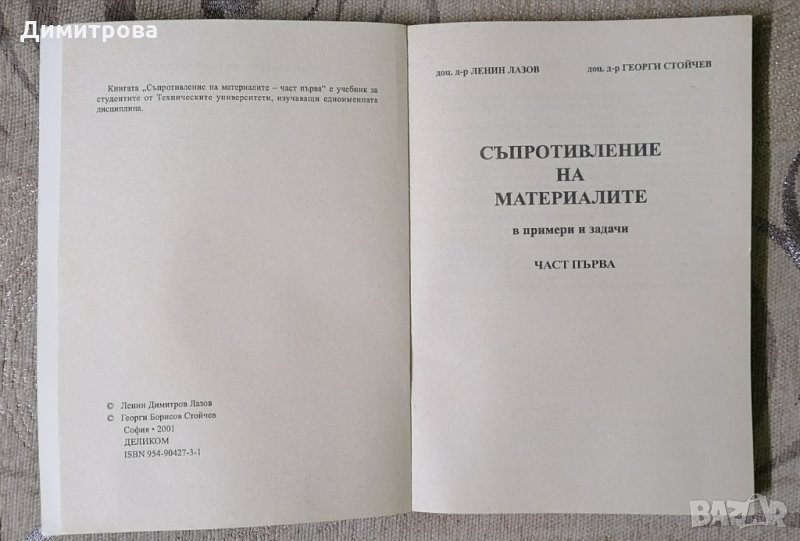 Димитрова
Книгата „Съпротивление на материалите – част първа“ е учебник за
студентите от Техническите университети, изучаващи едноименната
дисциплина.
© Ленин Димитров Лазов
© Георги Борисов Стойчев
София • 2001
ДЕЛИКОМ
ISBN 954-90427-3-1
доц. д-р ЛЕНИН ЛАЗОВ доц. д-р ГЕОРГИ СТОЙЧЕВ
СЪПРОТИВЛЕНИЕ
НА
МАТЕРИАЛИТЕ
в примери и задачи
ЧАСТ ПЪРВА
BAZAR